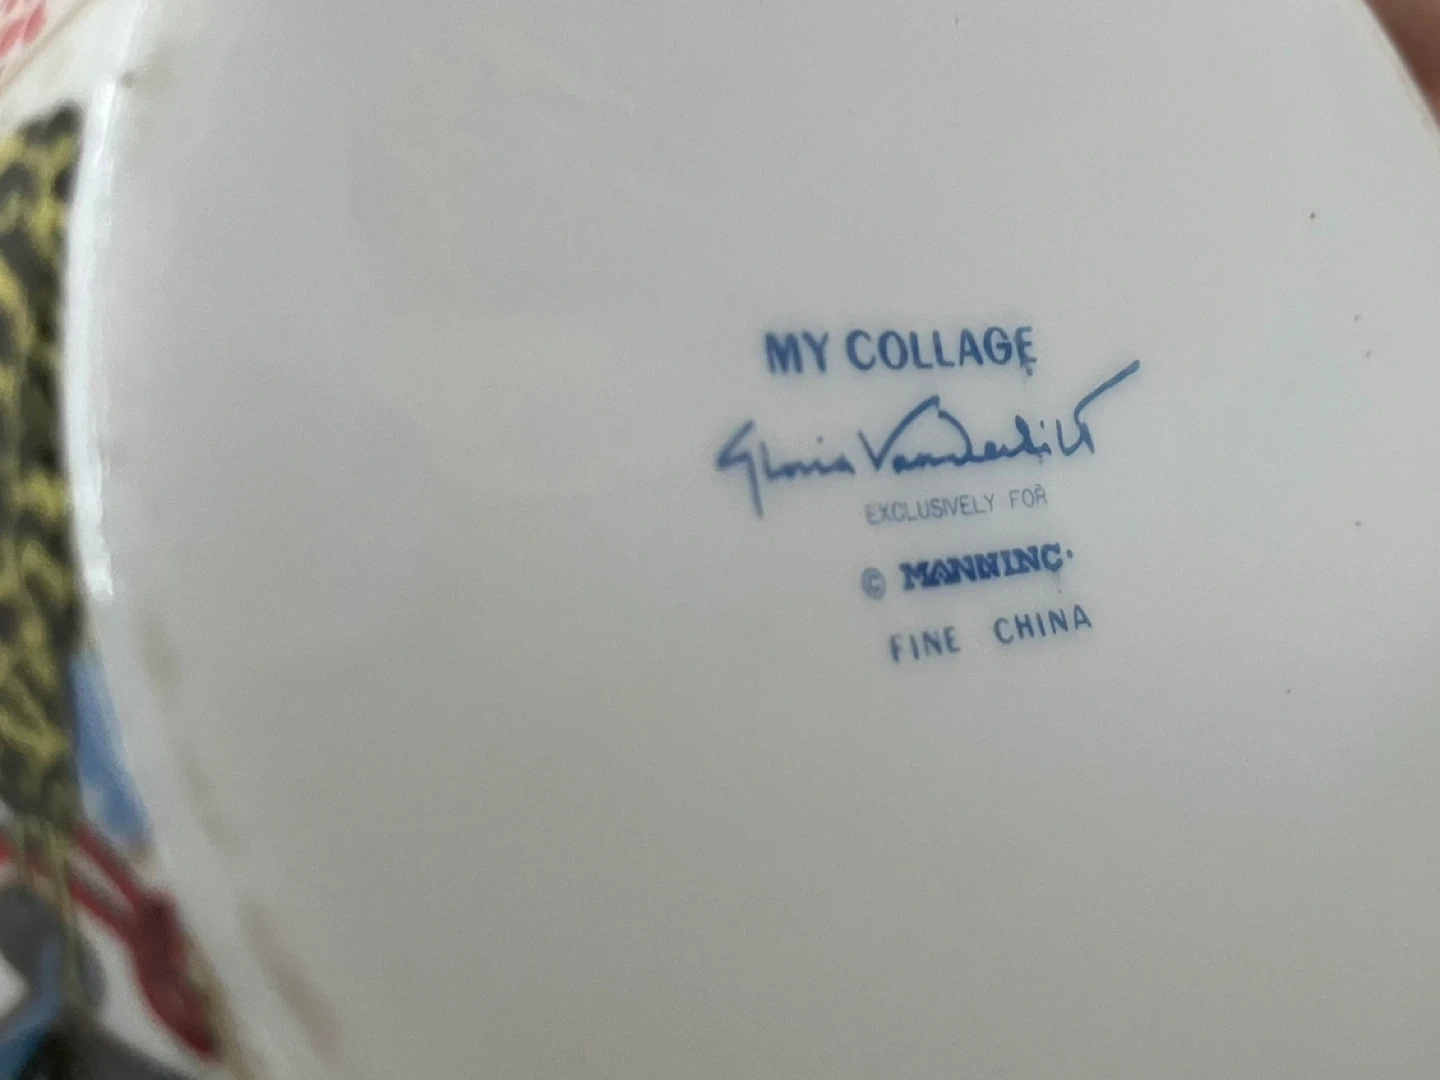 MY COLLAGE
Gloria Vanderbilt
EXCLUSIVELY FOR
© MANNINC.
FINE CHINA